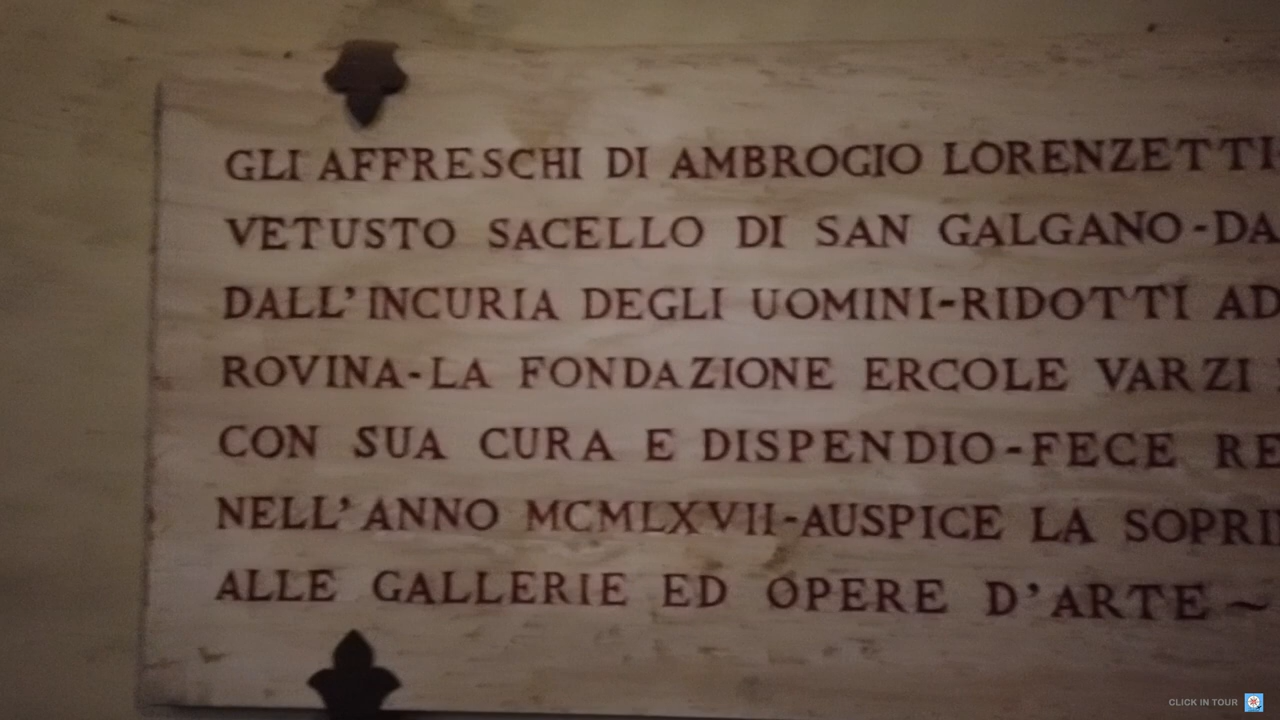 GLI AFFRESCHI DI AMBROGIO LORENZETTI
VETUSTO SACELLO DI SAN GALGANO-DA
DALL'INCURIA DEGLI UOMINI-RIDOTTI AD
ROVINA-LA FONDAZIONE ERCOLE VARZI
CON SUA CURA E DISPENDIO-FECE RE
NELL'ANNO MCMLXVII-AUSPICE LA SOPRI
ALLE GALLERIE ED OPERE D'ARTE~
CLICK IN TOUR